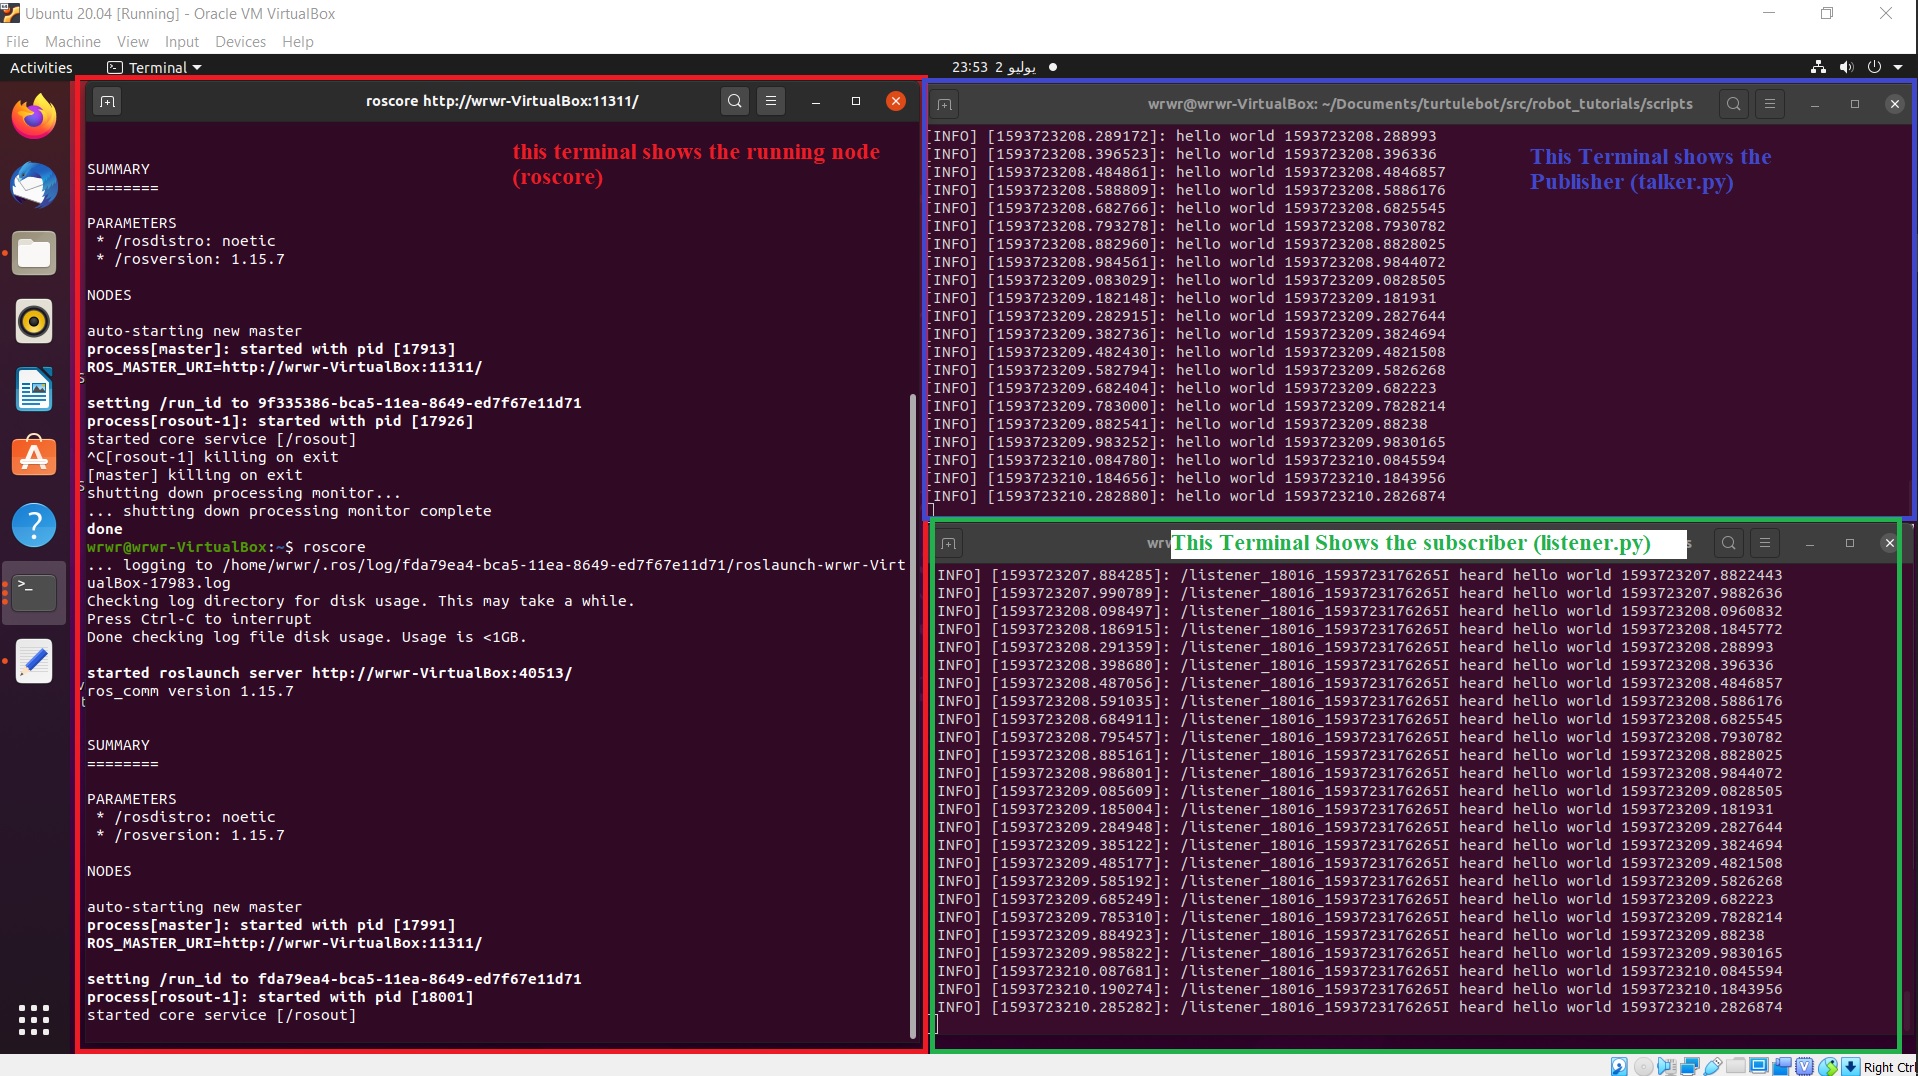 Ubuntu 20.04 [Running] - Oracle VM VirtualBox
File Machine View Input Devices Help
Activities Terminal 23:53 2 يوليو
roscore http://wrwr-VirtualBox:11311/
this terminal shows the running node
(roscore)
SUMMARY
========
PARAMETERS
* /rosdistro: noetic
* /rosversion: 1.15.7
NODES
auto-starting new master
process[master]: started with pid [17913]
ROS_MASTER_URI=http://wrwr-VirtualBox:11311/
setting /run_id to 9f335386-bca5-11ea-8649-ed7f67e11d71
process[rosout-1]: started with pid [17926]
started core service [/rosout]
^C[rosout-1] killing on exit
[master] killing on exit
shutting down processing monitor...
... shutting down processing monitor complete
done
wrwr@wrwr-VirtualBox:~$ roscore
... logging to /home/wrwr/.ros/log/fda79ea4-bca5-11ea-8649-ed7f67e11d71/roslaunch-wrwr-Virt
ualBox-17983.log
Checking log directory for disk usage. This may take a while.
Press Ctrl-C to interrupt
Done checking log file disk usage. Usage is <1GB.
started roslaunch server http://wrwr-VirtualBox:40513/
ros_comm version 1.15.7
SUMMARY
========
PARAMETERS
* /rosdistro: noetic
* /rosversion: 1.15.7
NODES
auto-starting new master
process[master]: started with pid [17991]
ROS_MASTER_URI=http://wrwr-VirtualBox:11311/
setting /run_id to fda79ea4-bca5-11ea-8649-ed7f67e11d71
process[rosout-1]: started with pid [18001]
started core service [/rosout]
wrwr@wrwr-VirtualBox: ~/Documents/turtulebot/src/robot_tutorials/scripts
This Terminal shows the
Publisher (talker.py)
[INFO] [1593723208.289172]: hello world 1593723208.288993
[INFO] [1593723208.396523]: hello world 1593723208.396336
[INFO] [1593723208.484861]: hello world 1593723208.4846857
[INFO] [1593723208.588809]: hello world 1593723208.5886176
[INFO] [1593723208.682766]: hello world 1593723208.6825545
[INFO] [1593723208.793278]: hello world 1593723208.7930782
[INFO] [1593723208.882960]: hello world 1593723208.8828025
[INFO] [1593723208.984561]: hello world 1593723208.9844072
[INFO] [1593723209.083029]: hello world 1593723209.0828505
[INFO] [1593723209.182148]: hello world 1593723209.181931
[INFO] [1593723209.282915]: hello world 1593723209.2827644
[INFO] [1593723209.382736]: hello world 1593723209.3824694
[INFO] [1593723209.482430]: hello world 1593723209.4821508
[INFO] [1593723209.582794]: hello world 1593723209.5826268
[INFO] [1593723209.682404]: hello world 1593723209.682223
[INFO] [1593723209.783000]: hello world 1593723209.7828214
[INFO] [1593723209.882541]: hello world 1593723209.88238
[INFO] [1593723209.983252]: hello world 1593723209.9830165
[INFO] [1593723210.084780]: hello world 1593723210.0845594
[INFO] [1593723210.184656]: hello world 1593723210.1843956
[INFO] [1593723210.282880]: hello world 1593723210.2826874
This Terminal Shows the subscriber (listener.py)
INFO] [1593723207.884285]: /listener_18016_1593723176265I heard hello world 1593723207.8822443
INFO] [1593723207.990789]: /listener_18016_1593723176265I heard hello world 1593723207.9882636
INFO] [1593723208.098497]: /listener_18016_1593723176265I heard hello world 1593723208.0960832
INFO] [1593723208.186915]: /listener_18016_1593723176265I heard hello world 1593723208.1845772
INFO] [1593723208.291359]: /listener_18016_1593723176265I heard hello world 1593723208.288993
INFO] [1593723208.398680]: /listener_18016_1593723176265I heard hello world 1593723208.396336
INFO] [1593723208.487056]: /listener_18016_1593723176265I heard hello world 1593723208.4846857
INFO] [1593723208.591035]: /listener_18016_1593723176265I heard hello world 1593723208.5886176
INFO] [1593723208.684911]: /listener_18016_1593723176265I heard hello world 1593723208.6825545
INFO] [1593723208.795457]: /listener_18016_1593723176265I heard hello world 1593723208.7930782
INFO] [1593723208.885161]: /listener_18016_1593723176265I heard hello world 1593723208.8828025
INFO] [1593723208.986801]: /listener_18016_1593723176265I heard hello world 1593723208.9844072
INFO] [1593723209.085609]: /listener_18016_1593723176265I heard hello world 1593723209.0828505
INFO] [1593723209.185004]: /listener_18016_1593723176265I heard hello world 1593723209.181931
INFO] [1593723209.284948]: /listener_18016_1593723176265I heard hello world 1593723209.2827644
INFO] [1593723209.385122]: /listener_18016_1593723176265I heard hello world 1593723209.3824694
INFO] [1593723209.485177]: /listener_18016_1593723176265I heard hello world 1593723209.4821508
INFO] [1593723209.585192]: /listener_18016_1593723176265I heard hello world 1593723209.5826268
INFO] [1593723209.685249]: /listener_18016_1593723176265I heard hello world 1593723209.682223
INFO] [1593723209.785310]: /listener_18016_1593723176265I heard hello world 1593723209.7828214
INFO] [1593723209.884923]: /listener_18016_1593723176265I heard hello world 1593723209.88238
INFO] [1593723209.985822]: /listener_18016_1593723176265I heard hello world 1593723209.9830165
INFO] [1593723210.087681]: /listener_18016_1593723176265I heard hello world 1593723210.0845594
INFO] [1593723210.190274]: /listener_18016_1593723176265I heard hello world 1593723210.1843956
INFO] [1593723210.285282]: /listener_18016_1593723176265I heard hello world 1593723210.2826874
Right Ctrl